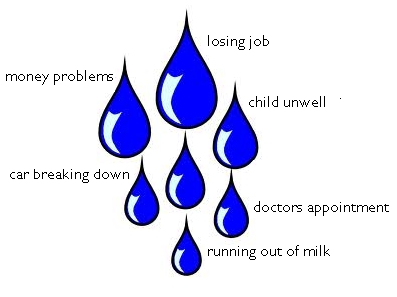 losing job
money problems
child unwell
car breaking down
doctors appointment
running out of milk